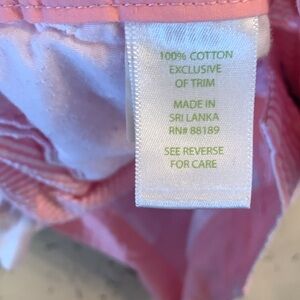 100% COTTON
EXCLUSIVE
OF TRIM
MADE IN
SRI LANKA
RN# 88189
SEE REVERSE
FOR CARE